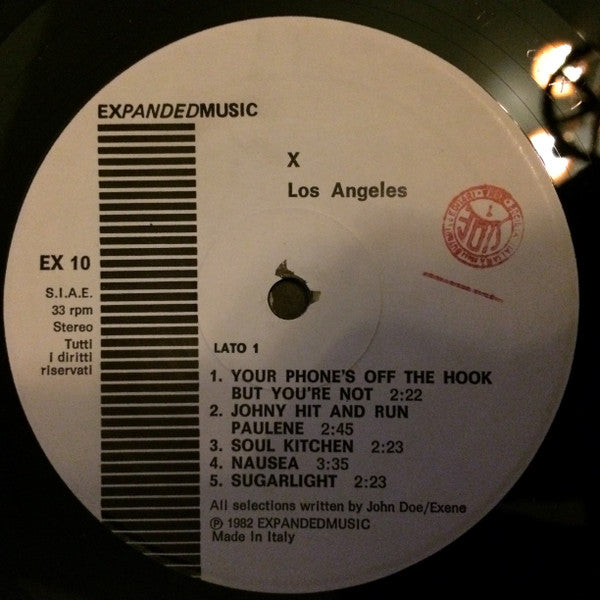 EXPANDEDMUSIC
X
Los Angeles
EX 10
S.I.A.E.
33 rpm
Stereo
Tutti
i diritti
riservati
LATO 1
1. YOUR PHONE'S OFF THE HOOK
BUT YOU'RE NOT 2:22
2. JOHNY HIT AND RUN
PAULENE 2:45
3. SOUL KITCHEN 2:23
4. NAUSEA 3:35
5. SUGARLIGHT 2:23
All selections written by John Doe/Exene
℗ 1982 EXPANDEDMUSIC
Made in Italy